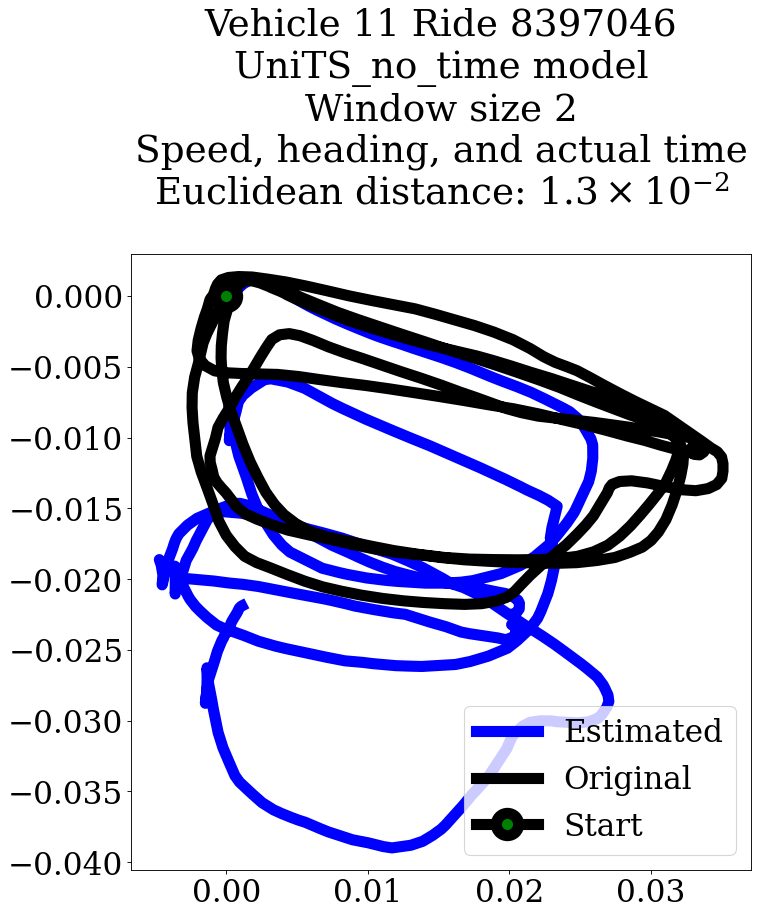 Vehicle 11 Ride 8397046
UniTS_no_time model
Window size 2
Speed, heading, and actual time
Euclidean distance: 1.3 × 10⁻²
0.000
−0.005
−0.010
−0.015
−0.020
−0.025
−0.030
−0.035
−0.040
Estimated
Original
Start
0.00 0.01 0.02 0.03